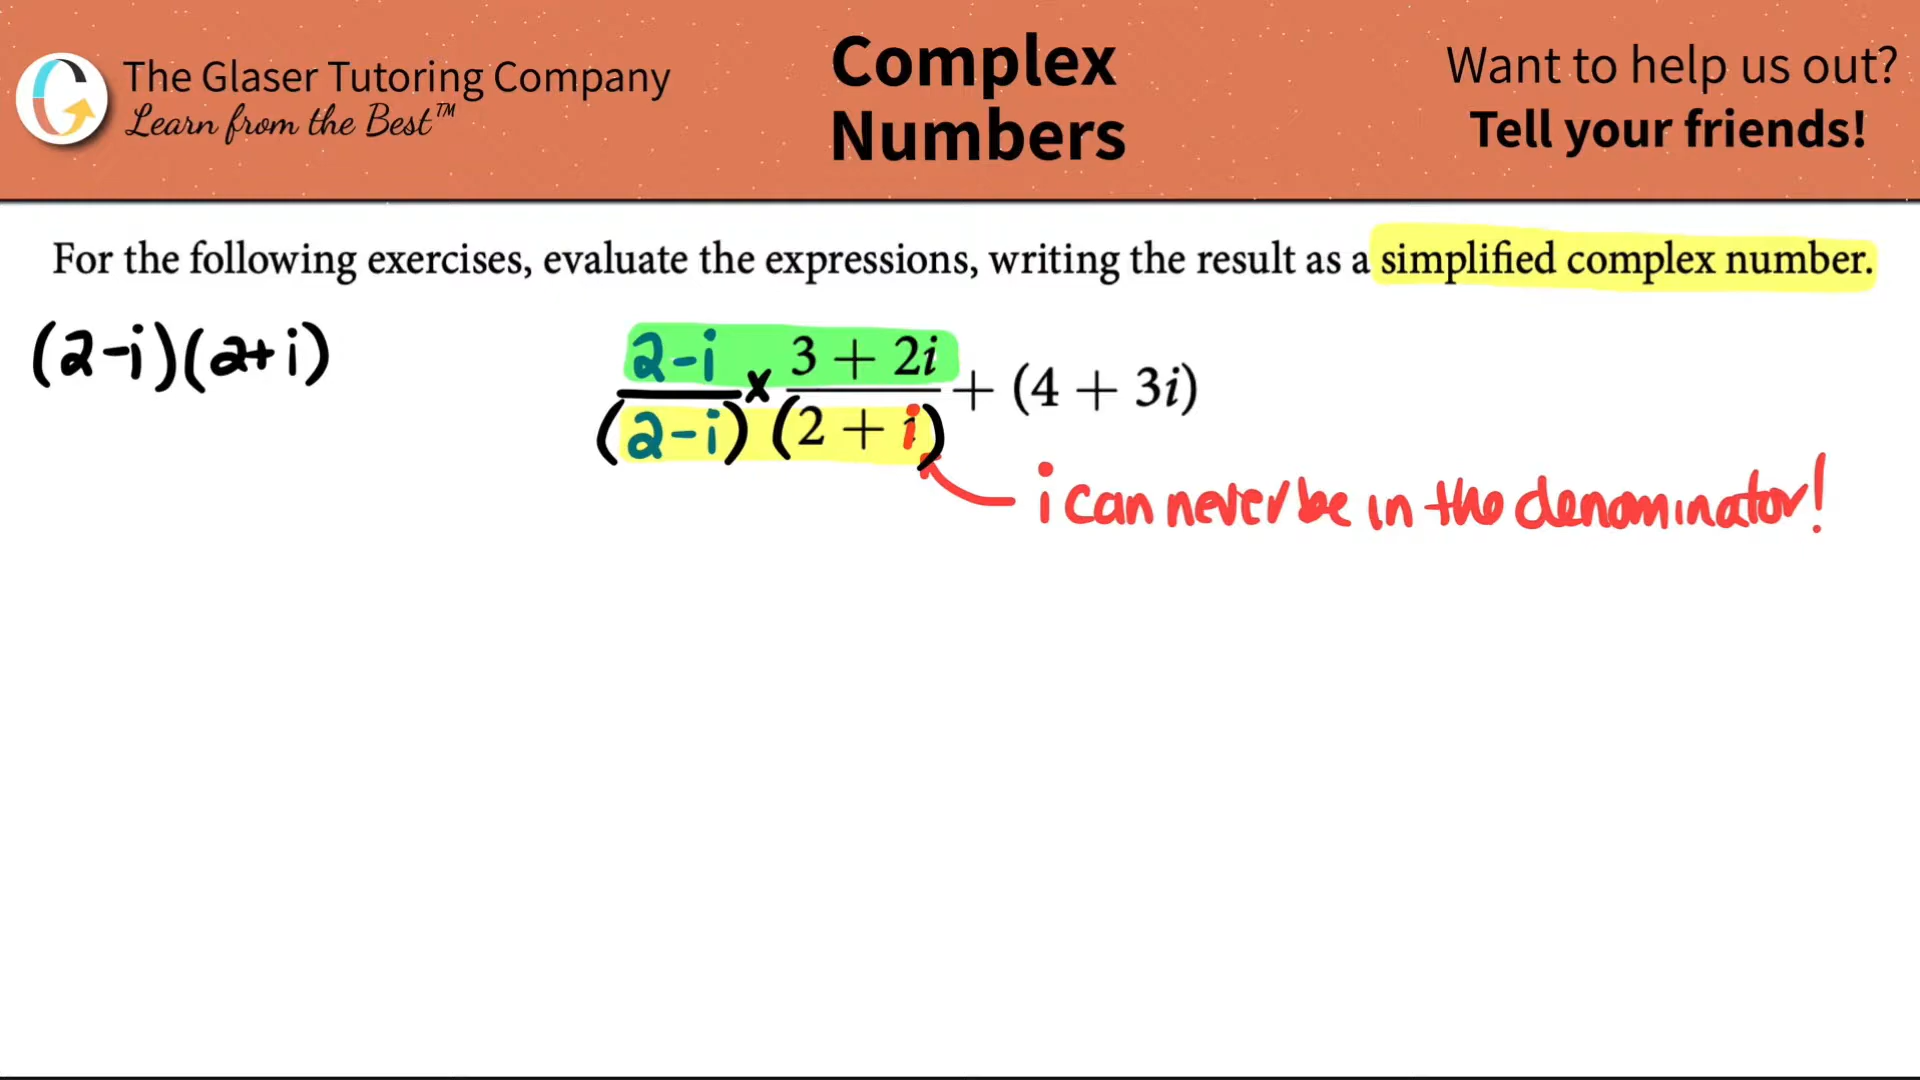 The Glaser Tutoring Company
Learn from the Best™
Complex
Numbers
Want to help us out?
Tell your friends!
For the following exercises, evaluate the expressions, writing the result as a simplified complex number.
(2-i)(2+i)
2-i × 3 + 2i + (4 + 3i)
(2-i) (2 + i)
i can never be in the denominator!